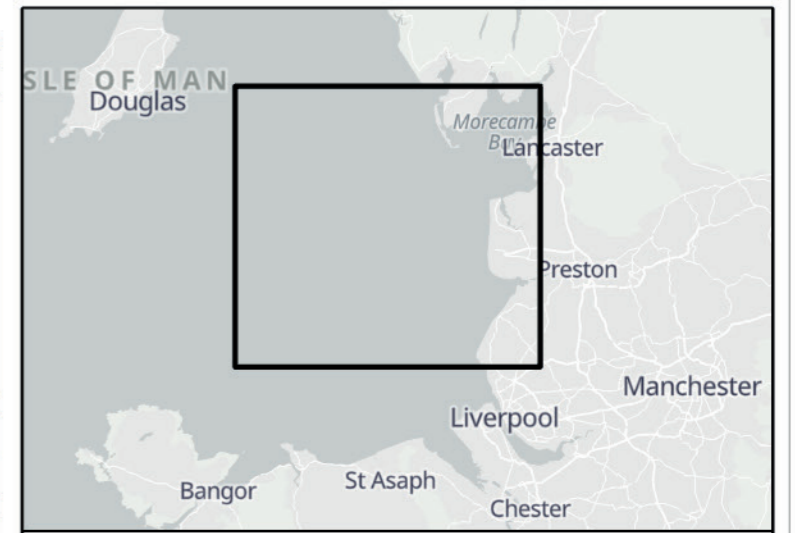 SLE OF MAN
Douglas
Morecambe
Bay
Lancaster
Preston
Manchester
Liverpool
Bangor
St Asaph
Chester